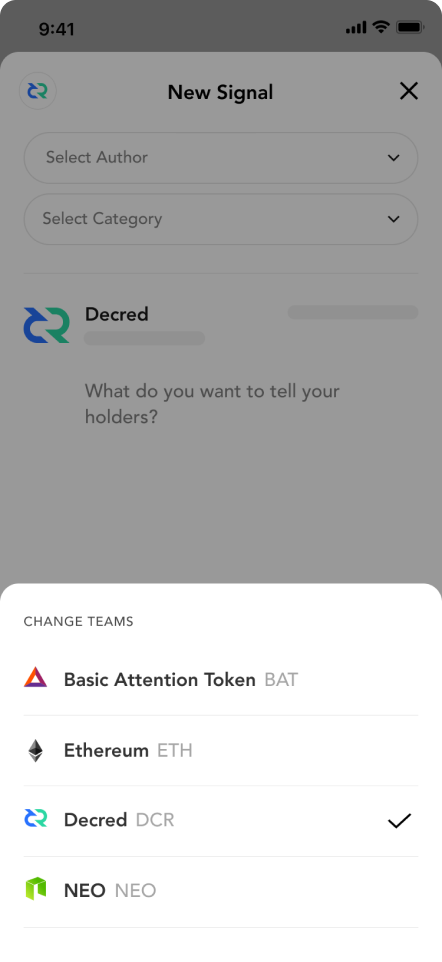 9:41
New Signal
Select Author
Select Category
Decred
What do you want to tell your
holders?
CHANGE TEAMS
Basic Attention Token BAT
Ethereum ETH
Decred DCR
NEO NEO